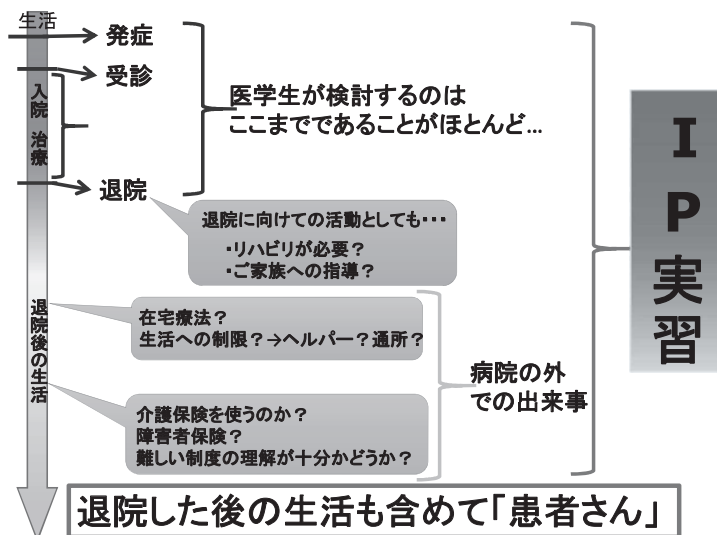 生活
発症
受診
入院 治療
医学生が検討するのは
ここまでであることがほとんど…
退院
退院に向けての活動としても・・・
・リハビリが必要？
・ご家族への指導？
退院後の生活
在宅療法？
生活への制限？→ヘルパー？通所？
病院の外
での出来事
介護保険を使うのか？
障害者保険？
難しい制度の理解が十分かどうか？
IP実習
退院した後の生活も含めて「患者さん」